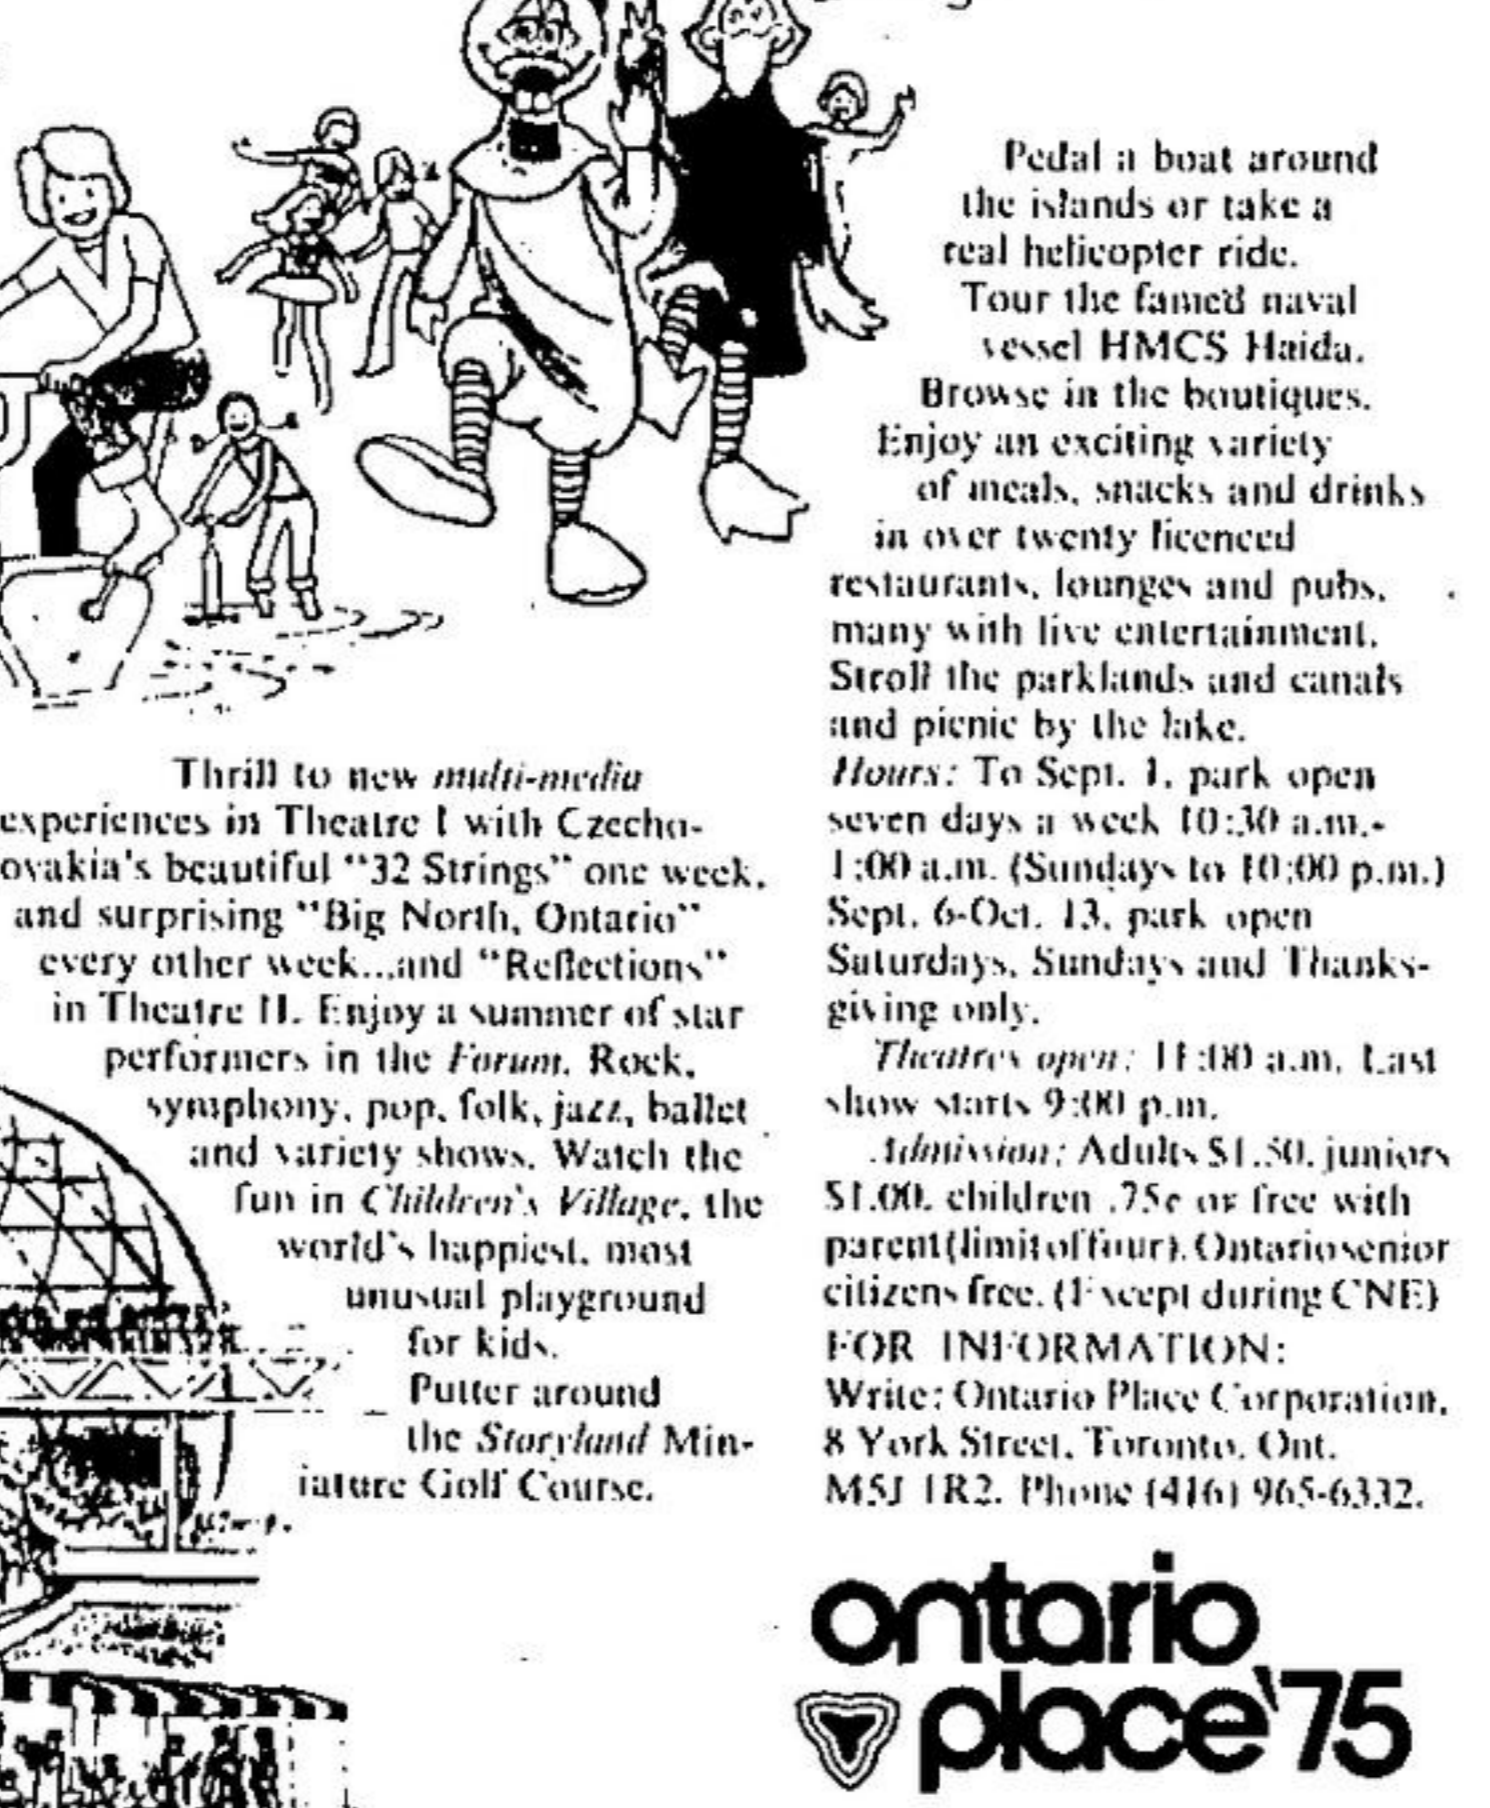 Thrill to new multi-media
experiences in Theatre I with Czecho-
ovakia's beautiful "32 Strings" one week,
and surprising "Big North, Ontario"
every other week...and "Reflections"
in Theatre II. Enjoy a summer of star
performers in the Forum. Rock,
symphony, pop, folk, jazz, ballet
and variety shows. Watch the
fun in Children's Village, the
world's happiest, most
unusual playground
for kids.
Putter around
the Storyland Min-
iature Golf Course.
Pedal a boat around
the islands or take a
real helicopter ride.
Tour the famed naval
vessel HMCS Haida.
Browse in the boutiques.
Enjoy an exciting variety
of meals, snacks and drinks
in over twenty licenced
restaurants, lounges and pubs,
many with live entertainment.
Stroll the parklands and canals
and picnic by the lake.
Hours: To Sept. 1, park open
seven days a week 10:30 a.m.-
1:00 a.m. (Sundays to 10:00 p.m.)
Sept. 6-Oct. 13, park open
Saturdays, Sundays and Thanks-
giving only.
Theatres open: 11:00 a.m. Last
show starts 9:00 p.m.
Admission: Adults $1.50, juniors
$1.00, children .75c or free with
parent (limit of four). Ontario senior
citizens free. (Except during CNE)
FOR INFORMATION:
Write: Ontario Place Corporation,
8 York Street, Toronto, Ont.
M5J 1R2. Phone (416) 965-6332.
ontario
place '75